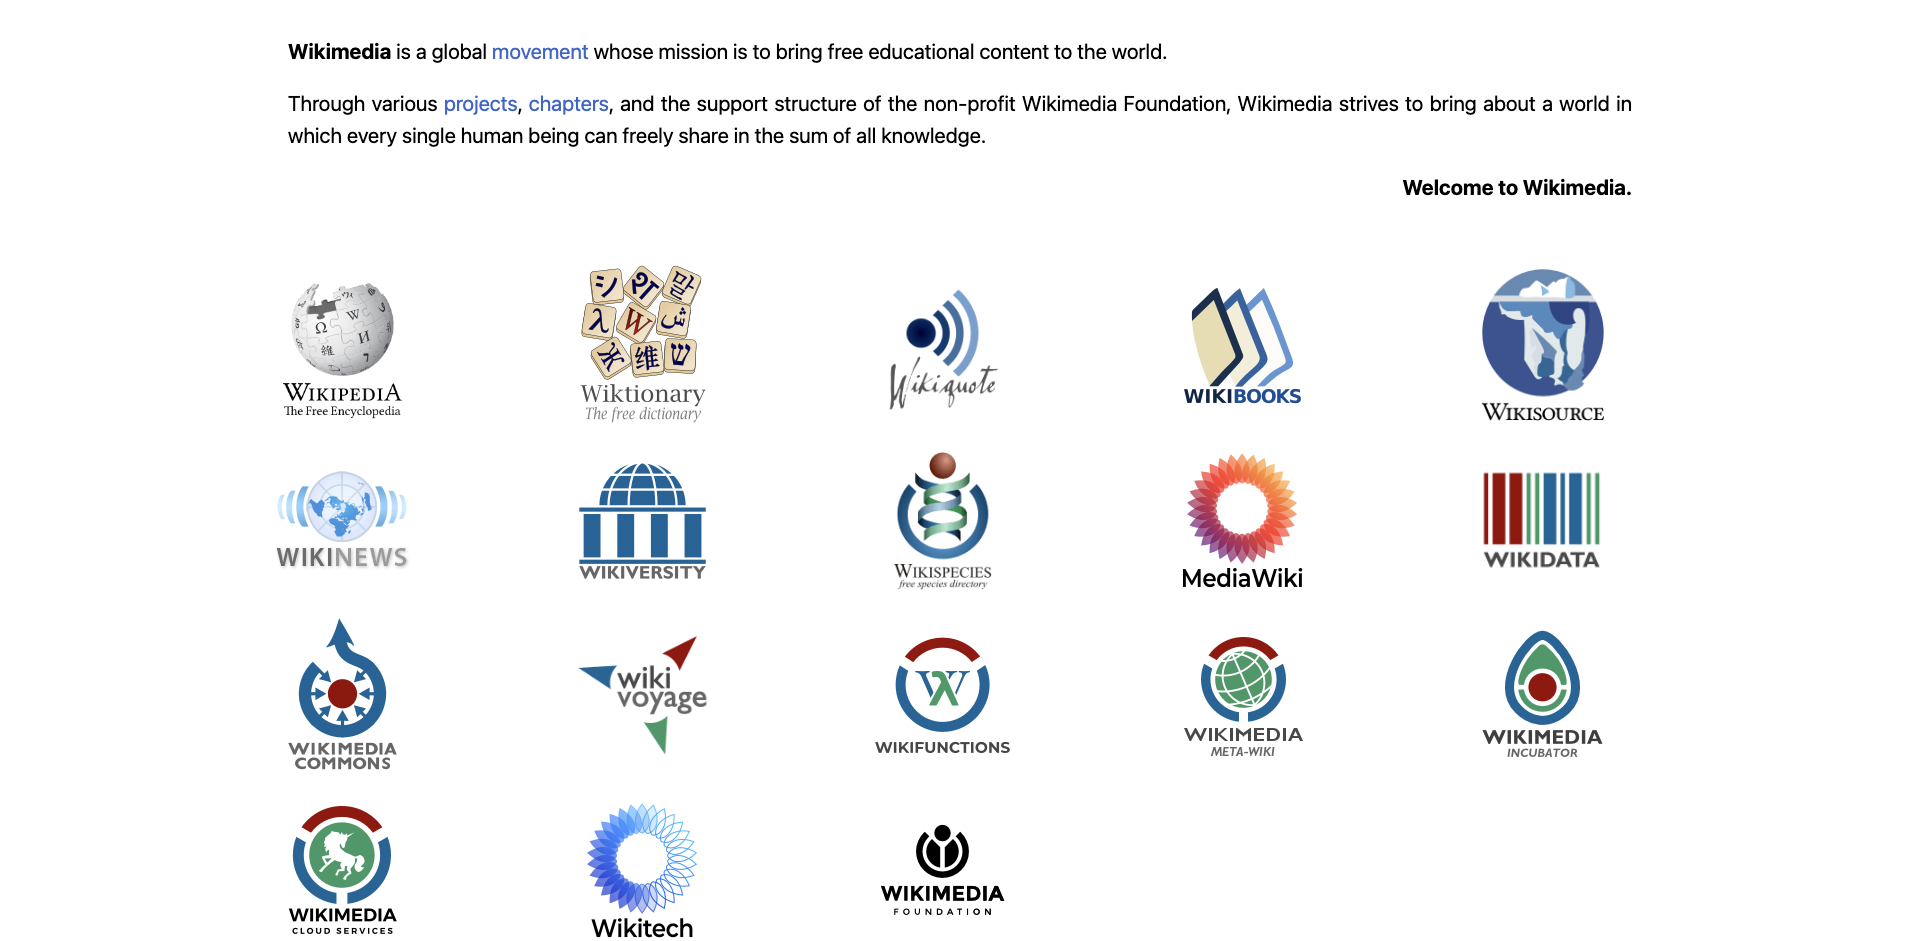 Wikimedia is a global movement whose mission is to bring free educational content to the world.
Through various projects, chapters, and the support structure of the non-profit Wikimedia Foundation, Wikimedia strives to bring about a world in
which every single human being can freely share in the sum of all knowledge.
Welcome to Wikimedia.
Ω W
維 И
WIKIPEDIA
The Free Encyclopedia
シ श 말
λ W ش
维 ש
Wiktionary
The free dictionary
Wikiquote
WIKIBOOKS
WIKISOURCE
WIKINEWS
WIKIVERSITY
WIKISPECIES
free species directory
MediaWiki
WIKIDATA
WIKIMEDIA
COMMONS
wiki
voyage
W λ
WIKIFUNCTIONS
WIKIMEDIA
META-WIKI
WIKIMEDIA
INCUBATOR
WIKIMEDIA
CLOUD SERVICES
Wikitech
WIKIMEDIA
FOUNDATION